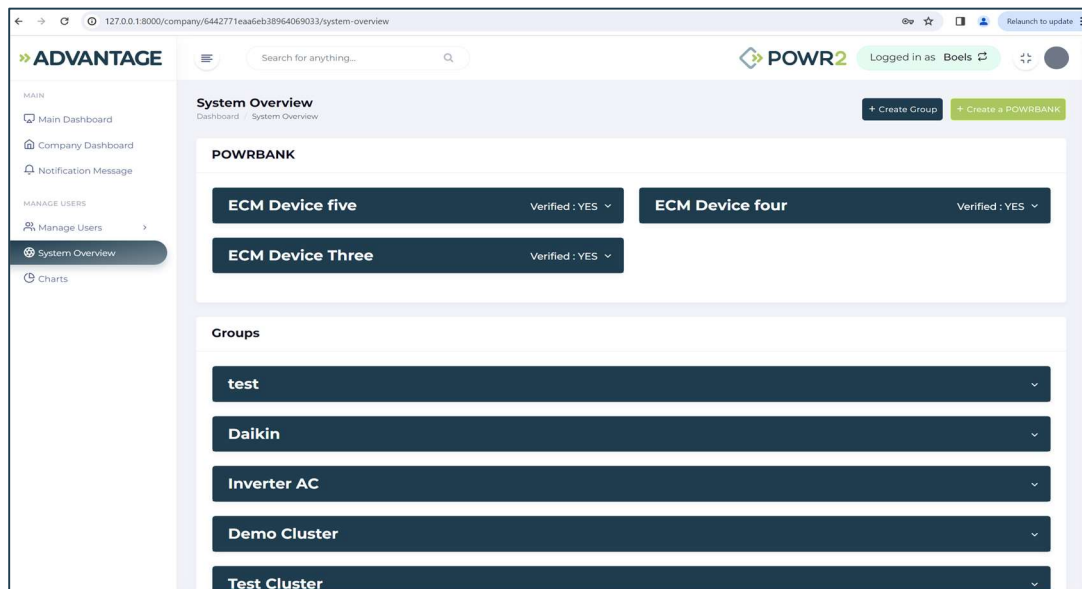 127.0.0.1:8000/company/6442771eaa6eb38964069033/system-overview
Relaunch to update
ADVANTAGE
Search for anything...
POWR2
Logged in as Boels
MAIN
Main Dashboard
Company Dashboard
Notification Message
MANAGE USERS
Manage Users
System Overview
Charts
System Overview
Dashboard / System Overview
+ Create Group
+ Create a POWRBANK
POWRBANK
ECM Device five Verified : YES
ECM Device four Verified : YES
ECM Device Three Verified : YES
Groups
test
Daikin
Inverter AC
Demo Cluster
Test Cluster